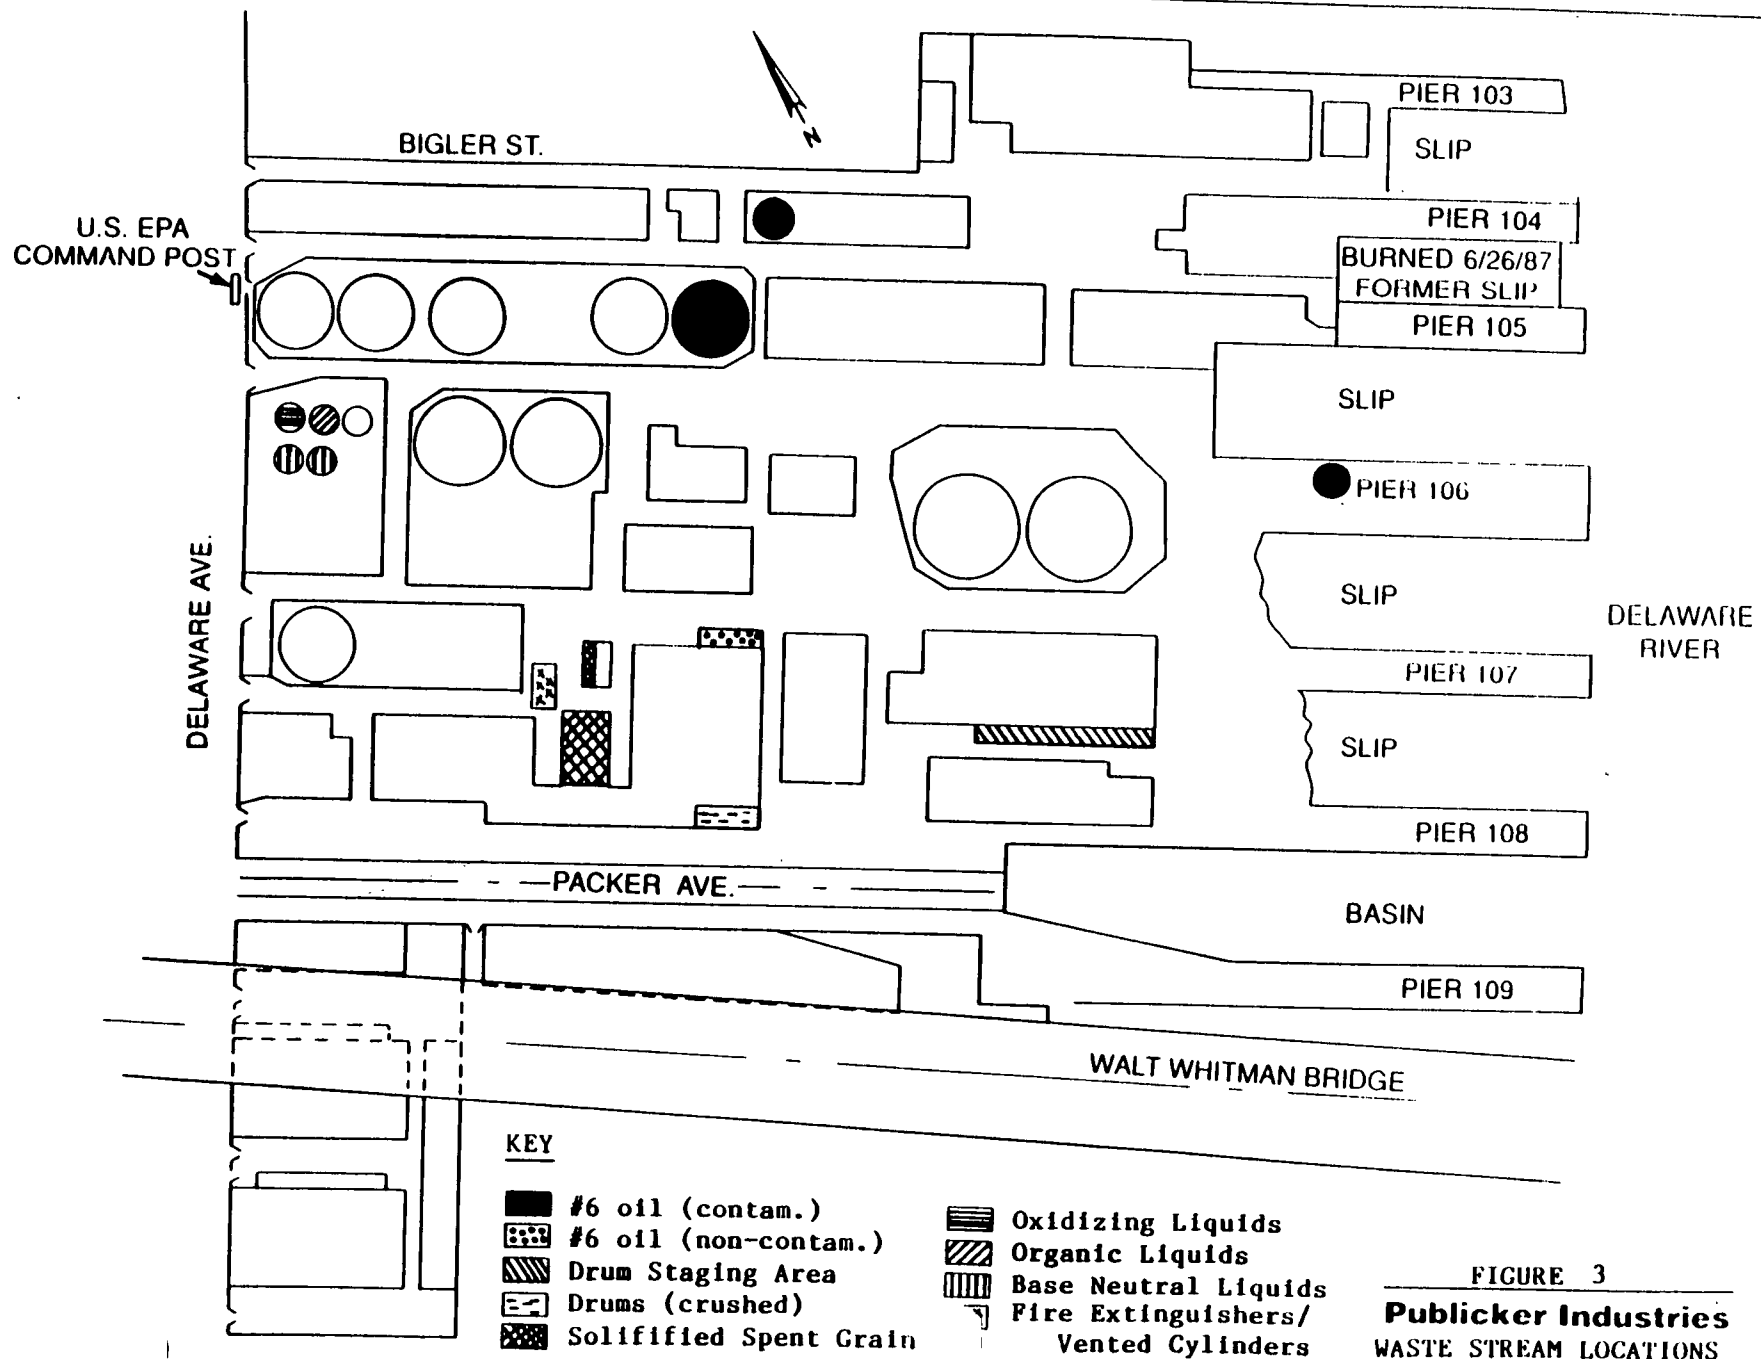 PIER 103
BIGLER ST.
SLIP
N
U.S. EPA
COMMAND POST
PIER 104
BURNED 6/26/87
FORMER SLIP
PIER 105
SLIP
PIER 106
DELAWARE AVE.
SLIP
DELAWARE
RIVER
PIER 107
SLIP
PIER 108
PACKER AVE.
BASIN
PIER 109
WALT WHITMAN BRIDGE
KEY
#6 oil (contam.)
#6 oil (non-contam.)
Drum Staging Area
Drums (crushed)
Solifified Spent Grain
Oxidizing Liquids
Organic Liquids
Base Neutral Liquids
Fire Extinguishers/
Vented Cylinders
FIGURE 3
Publicker Industries
WASTE STREAM LOCATIONS